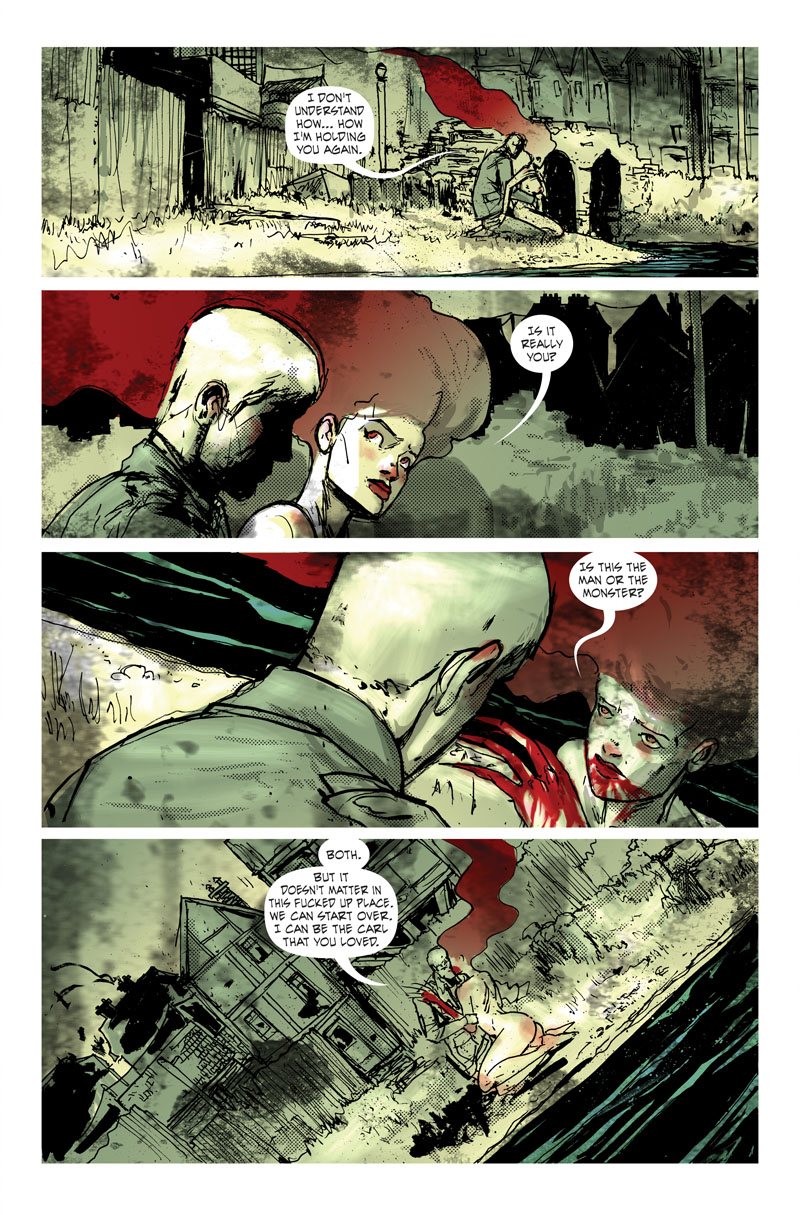 I DON'T
UNDERSTAND
HOW... HOW
I'M HOLDING
YOU AGAIN.
IS IT
REALLY
YOU?
IS THIS THE
MAN OR THE
MONSTER?
BOTH.
BUT IT
DOESN'T MATTER IN
THIS FUCKED UP PLACE.
WE CAN START OVER.
I CAN BE THE CARL
THAT YOU LOVED.